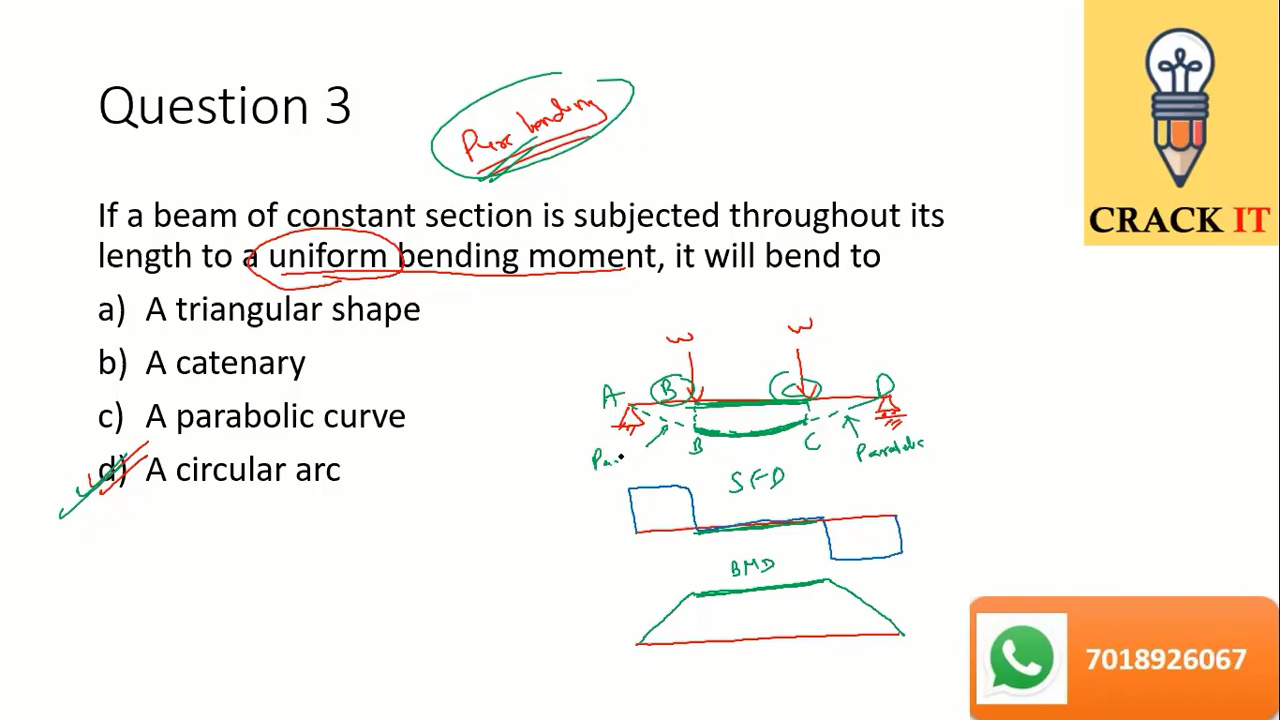 Question 3
Pure bending
If a beam of constant section is subjected throughout its
length to a uniform bending moment, it will bend to
a) A triangular shape
b) A catenary
c) A parabolic curve
d) A circular arc
W W
A B C D
B C
Pa
Parabolic
SFD
BMD
CRACK IT
7018926067